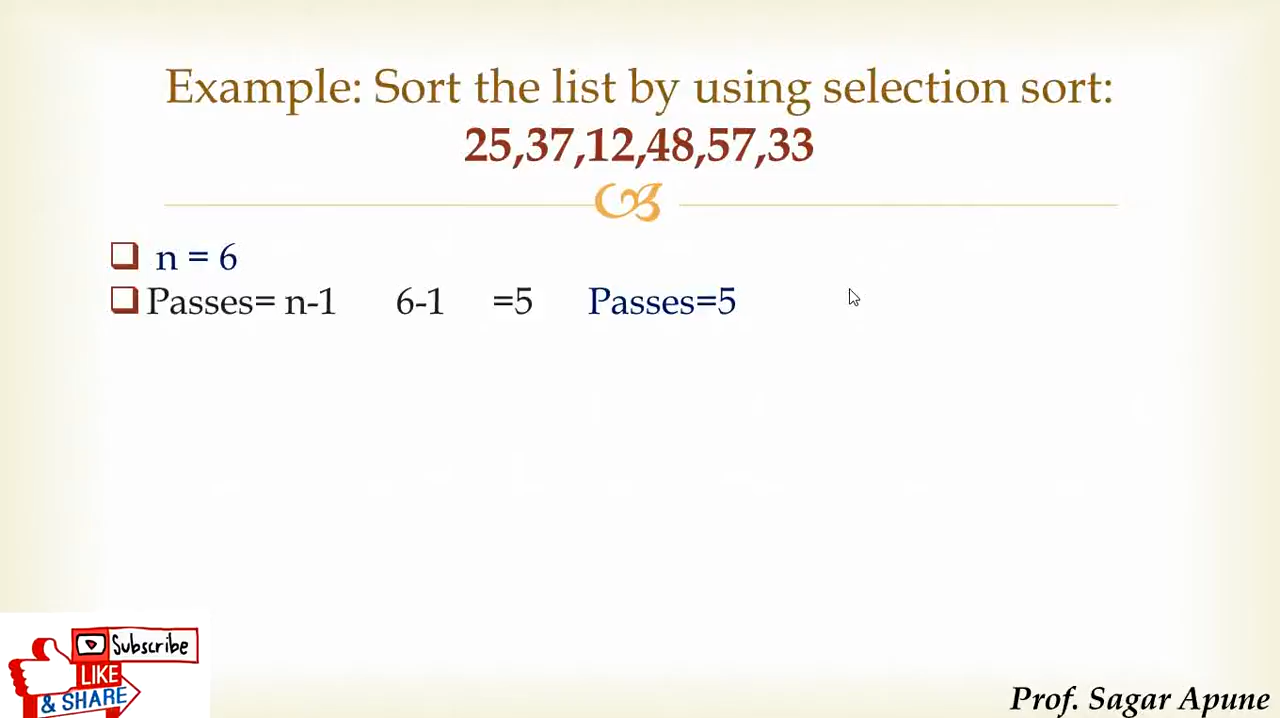 Example: Sort the list by using selection sort:
25,37,12,48,57,33
n = 6
Passes= n-1 6-1 =5 Passes=5
Subscribe
LIKE
& SHARE
Prof. Sagar Apune